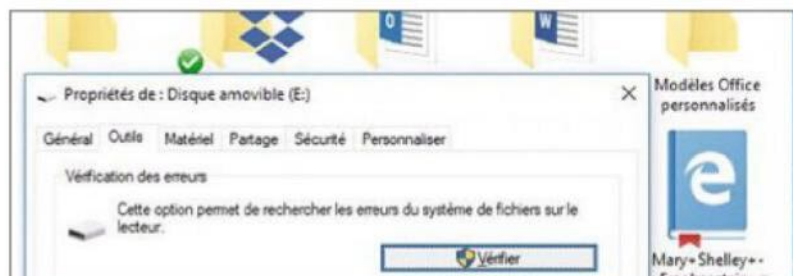 Propriétés de : Disque amovible (E:)
Général Outils Matériel Partage Sécurité Personnaliser
Vérification des erreurs
Cette option permet de rechercher les erreurs du système de fichiers sur le
lecteur.
Vérifier
Modèles Office
personnalisés
Mary+Shelley+-